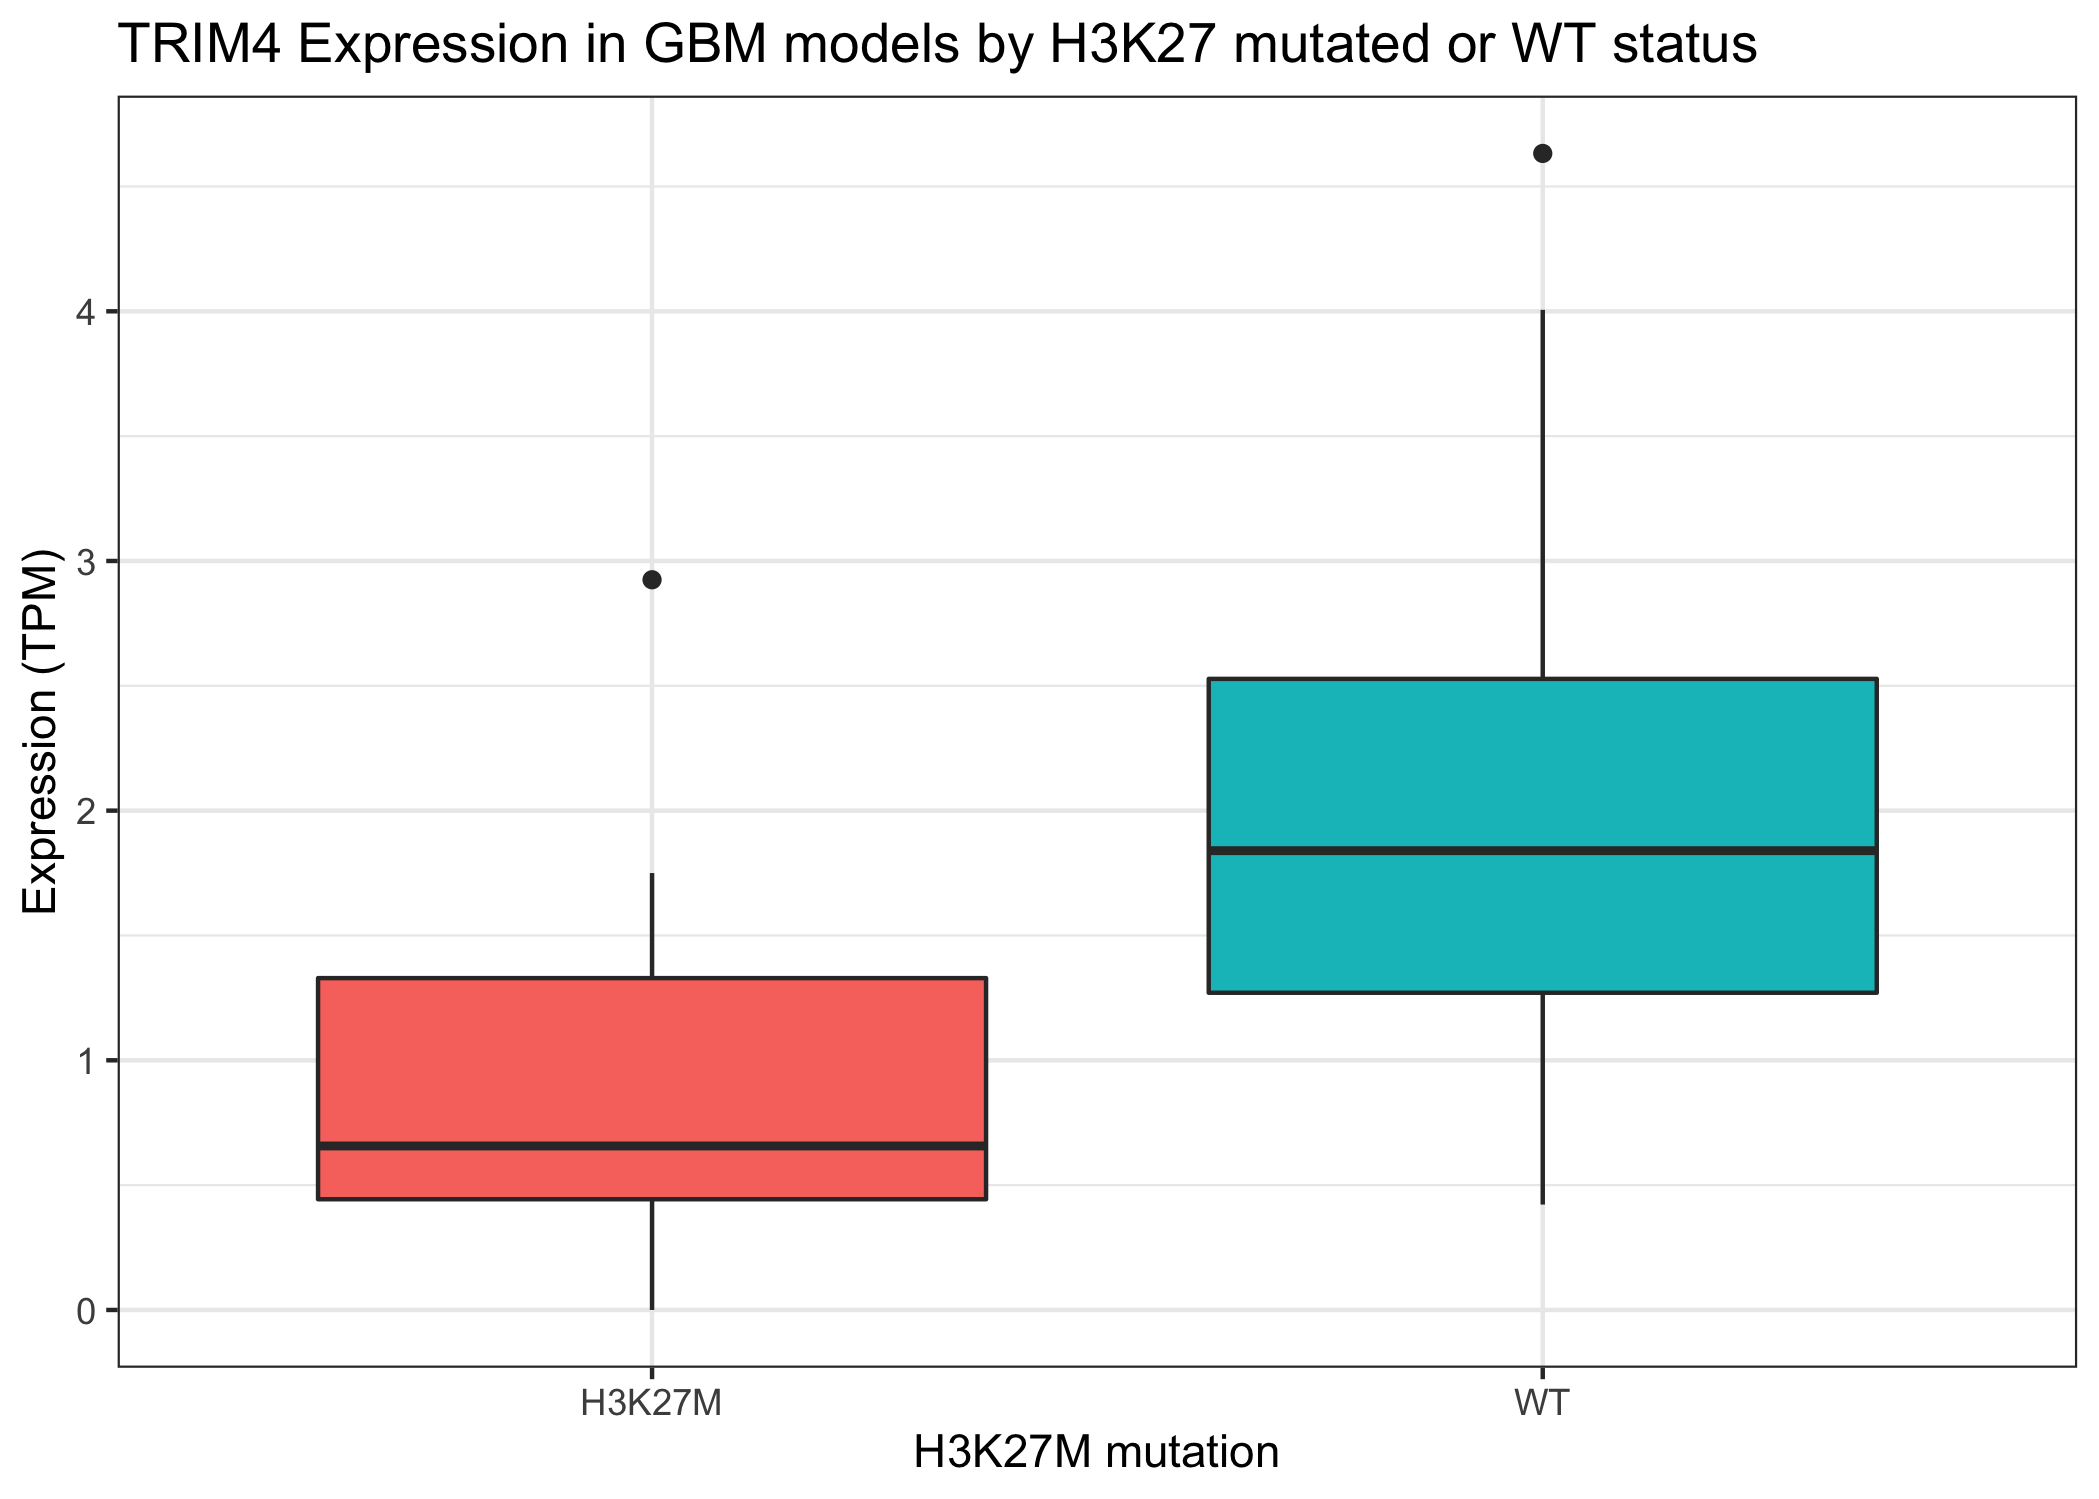 TRIM4 Expression in GBM models by H3K27 mutated or WT status
Expression (TPM)
4
3
2
1
0
H3K27M
WT
H3K27M mutation